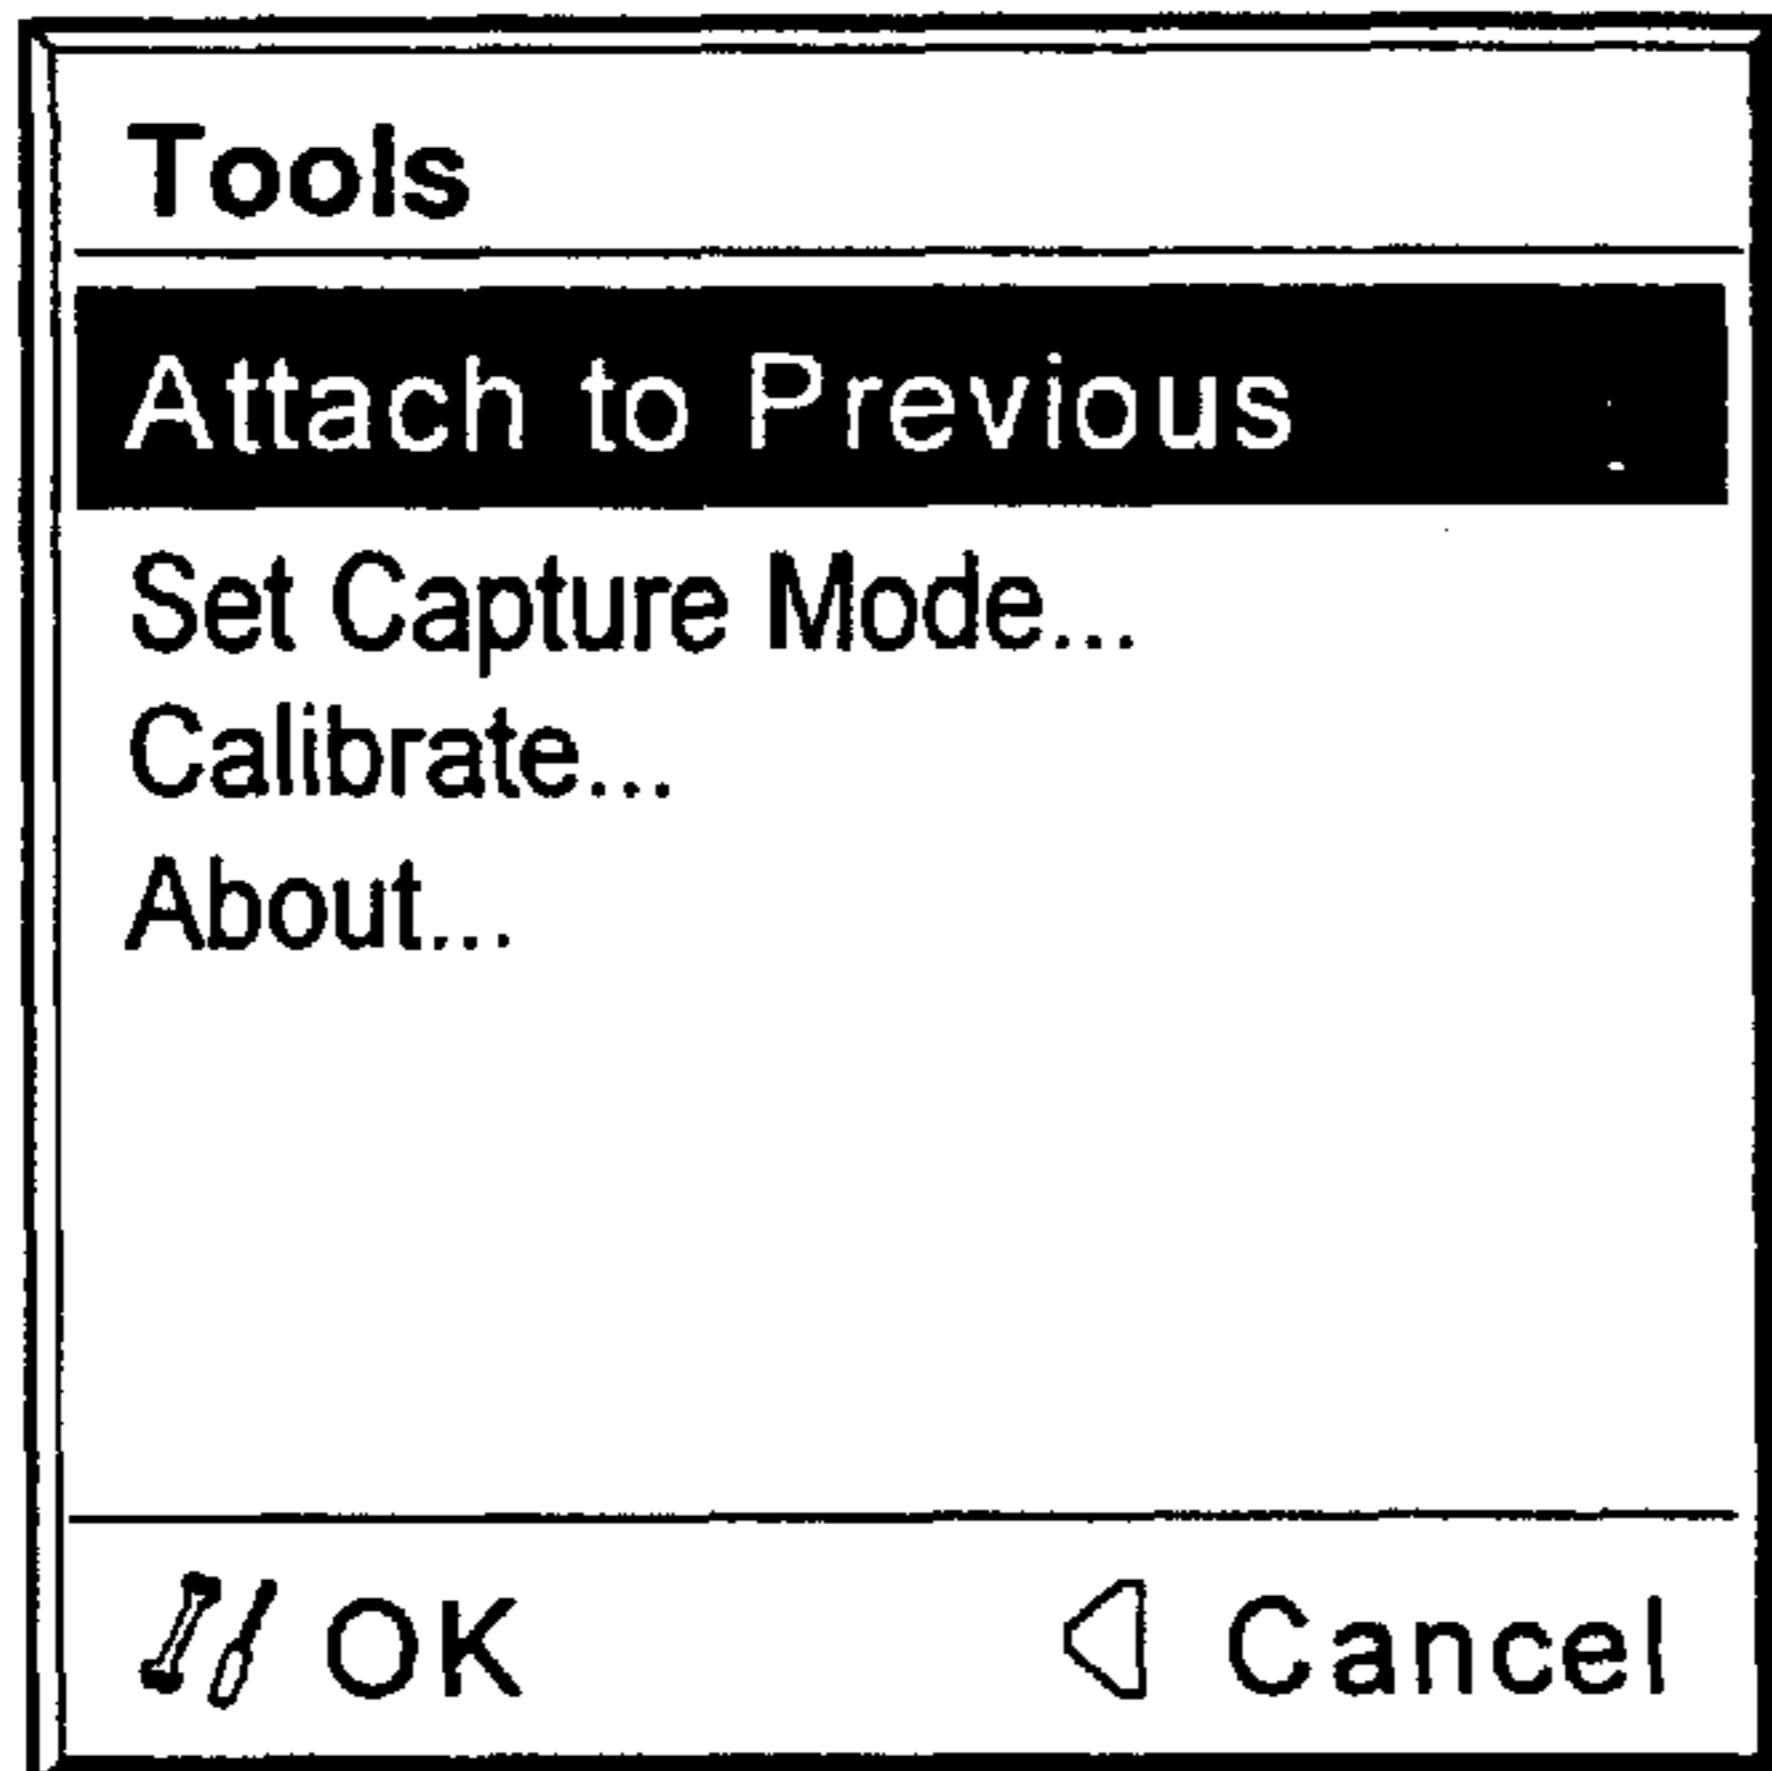 Tools
Attach to Previous
Set Capture Mode...
Calibrate...
About...
OK Cancel